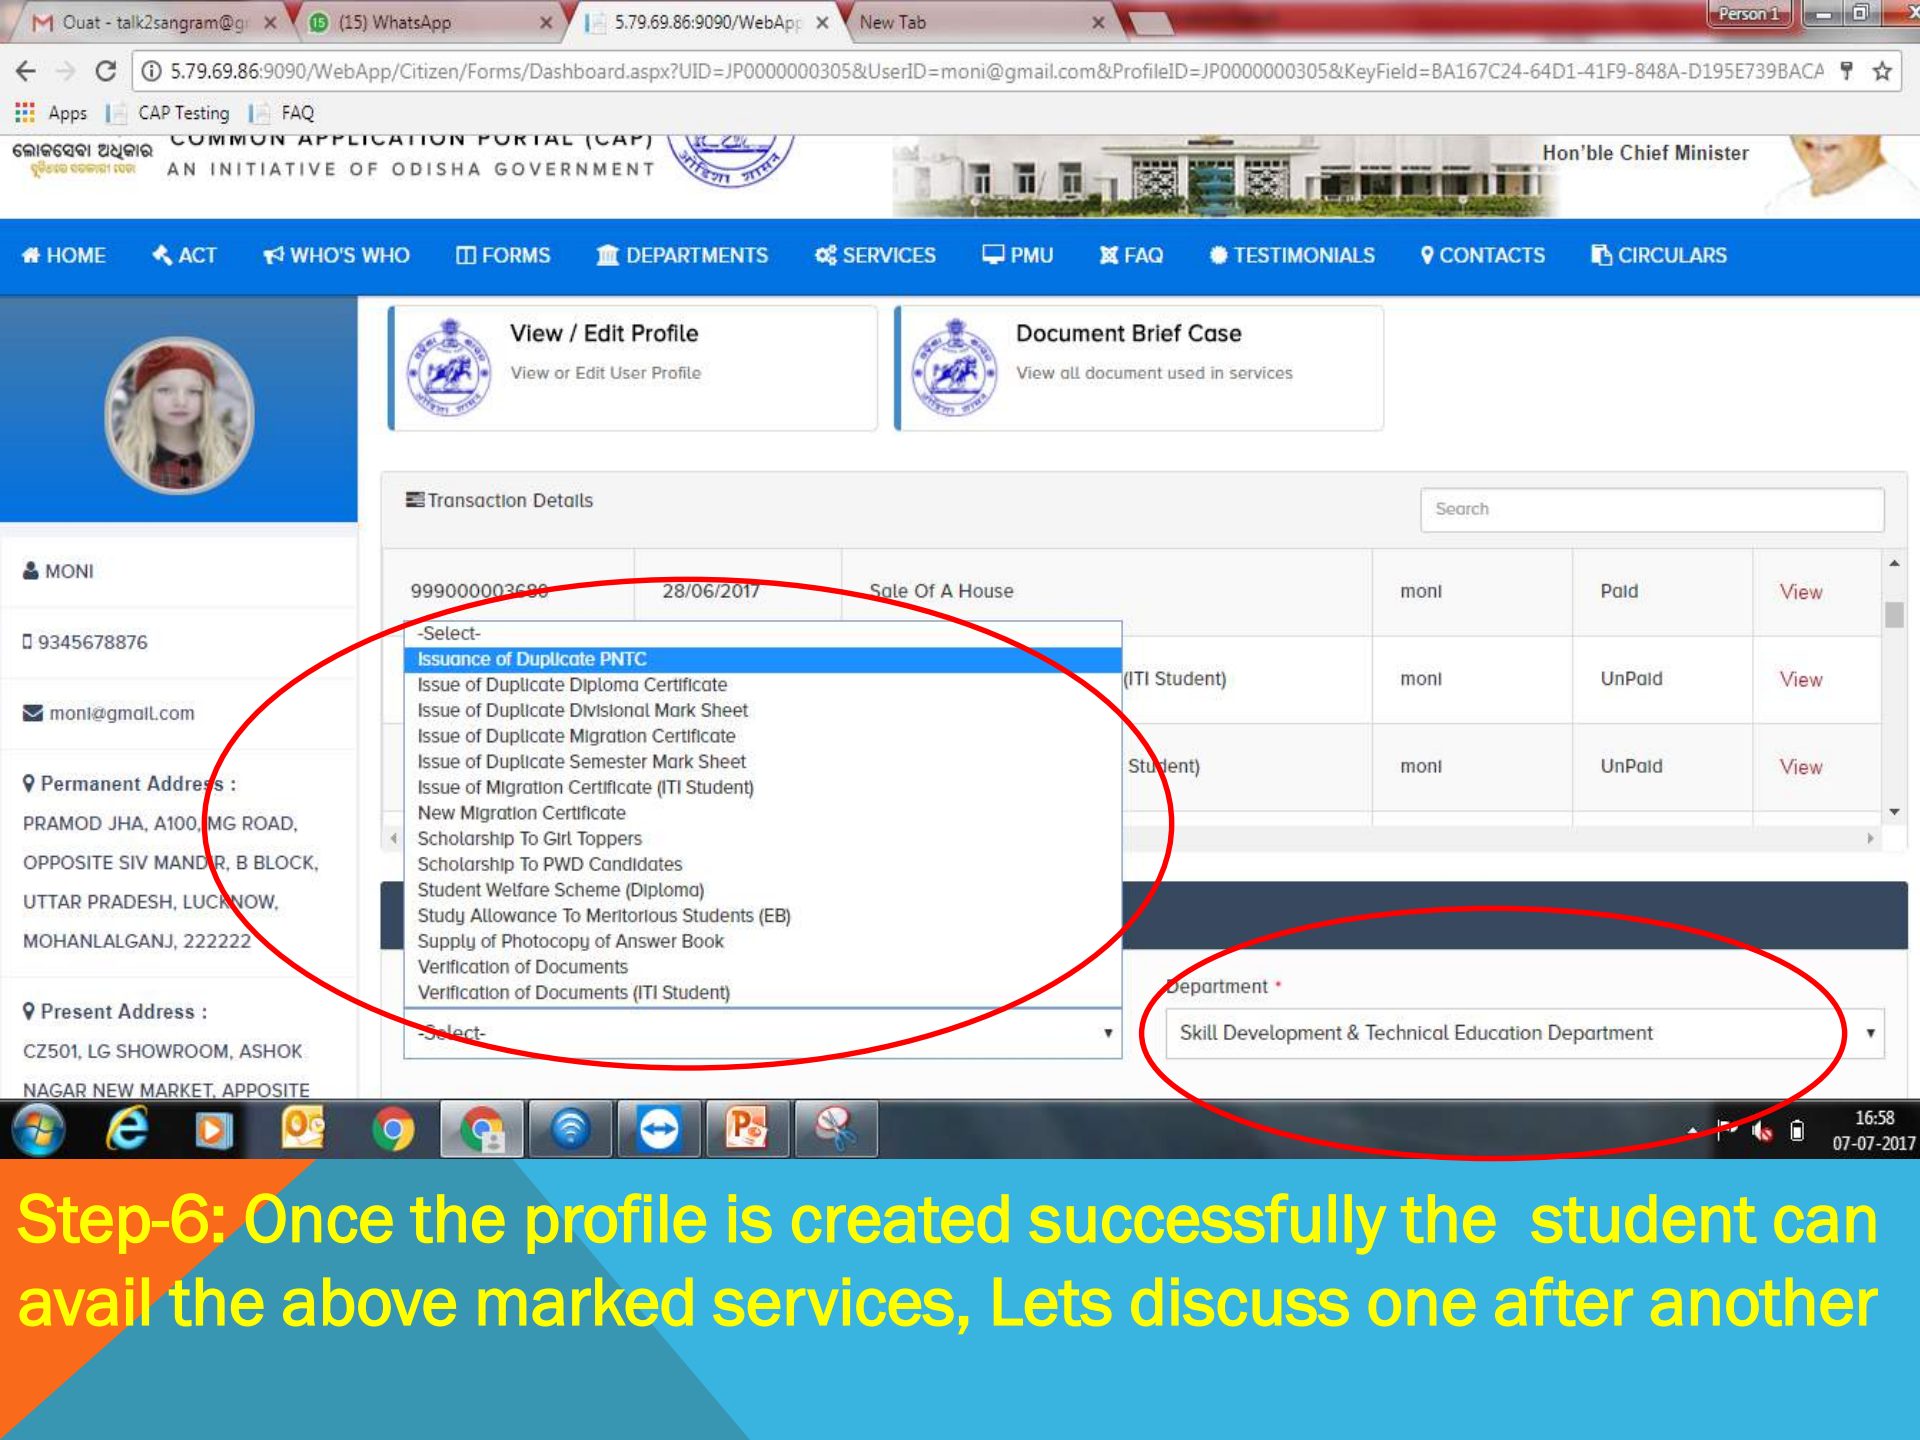 Ouat - talk2sangram@g
(15) WhatsApp
5.79.69.86:9090/WebApp
New Tab
Person 1
5.79.69.86:9090/WebApp/Citizen/Forms/Dashboard.aspx?UID=JP0000000305&UserID=moni@gmail.com&ProfileID=JP0000000305&KeyField=BA167C24-64D1-41F9-848A-D195E739BACA
Apps CAP Testing FAQ
ଲୋକସେବା ଅଧିକାର
COMMON APPLICATION PORTAL (CAP)
AN INITIATIVE OF ODISHA GOVERNMENT
Hon'ble Chief Minister
HOME ACT WHO'S WHO FORMS DEPARTMENTS SERVICES PMU FAQ TESTIMONIALS CONTACTS CIRCULARS
View / Edit Profile
View or Edit User Profile
Document Brief Case
View all document used in services
Transaction Details
Search
MONI
9345678876
moni@gmail.com
Permanent Address :
PRAMOD JHA, A100, MG ROAD,
OPPOSITE SIV MANDIR, B BLOCK,
UTTAR PRADESH, LUCKNOW,
MOHANLALGANJ, 222222
Present Address :
CZ501, LG SHOWROOM, ASHOK
NAGAR NEW MARKET, APPOSITE
999000003680 28/06/2017 Sale Of A House moni Paid View
(ITI Student) moni UnPaid View
Student) moni UnPaid View
-Select-
Issuance of Duplicate PNTC
Issue of Duplicate Diploma Certificate
Issue of Duplicate Divisional Mark Sheet
Issue of Duplicate Migration Certificate
Issue of Duplicate Semester Mark Sheet
Issue of Migration Certificate (ITI Student)
New Migration Certificate
Scholarship To Girl Toppers
Scholarship To PWD Candidates
Student Welfare Scheme (Diploma)
Study Allowance To Meritorious Students (EB)
Supply of Photocopy of Answer Book
Verification of Documents
Verification of Documents (ITI Student)
-Select-
Department *
Skill Development & Technical Education Department
16:58
07-07-2017
Step-6: Once the profile is created successfully the student can
avail the above marked services, Lets discuss one after another